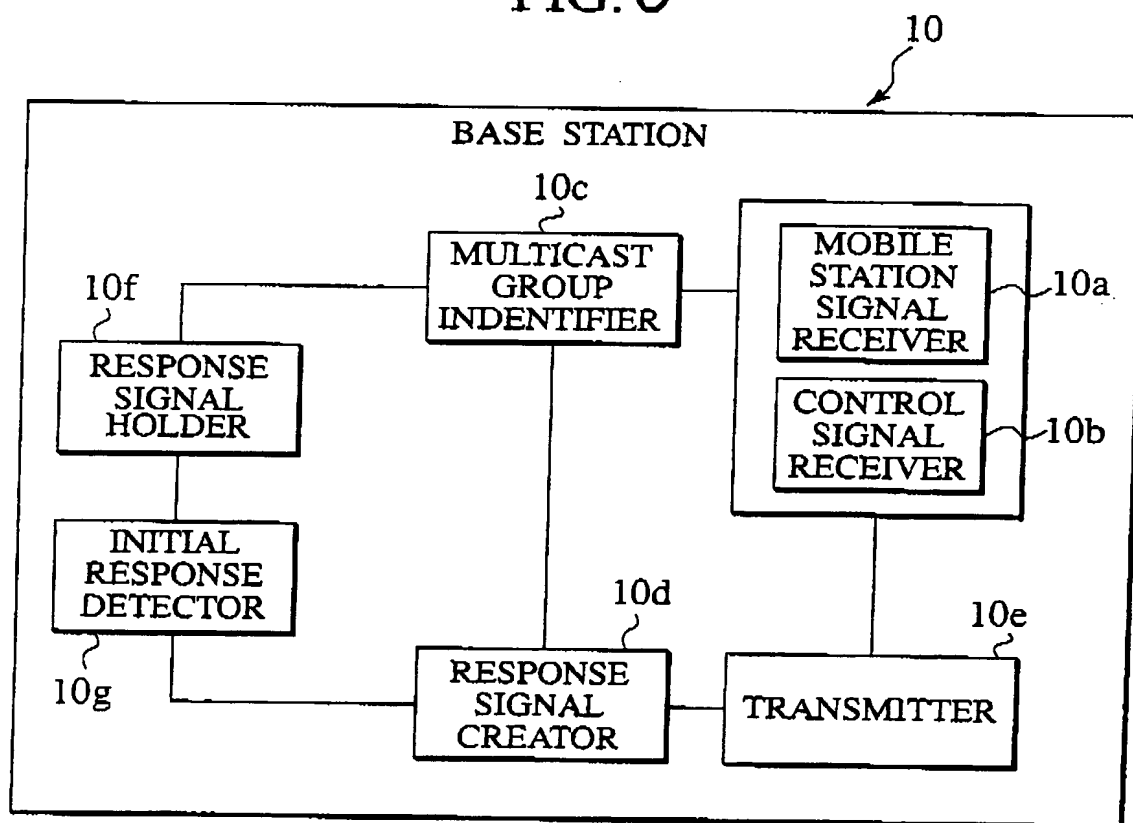 FIG.
10
BASE STATION
10c
MULTICAST
GROUP
INDENTIFIER
MOBILE
STATION
SIGNAL
RECEIVER
10a
10f
RESPONSE
SIGNAL
HOLDER
CONTROL
SIGNAL
RECEIVER
10b
INITIAL
RESPONSE
DETECTOR
10g
10d
RESPONSE
SIGNAL
CREATOR
10e
TRANSMITTER